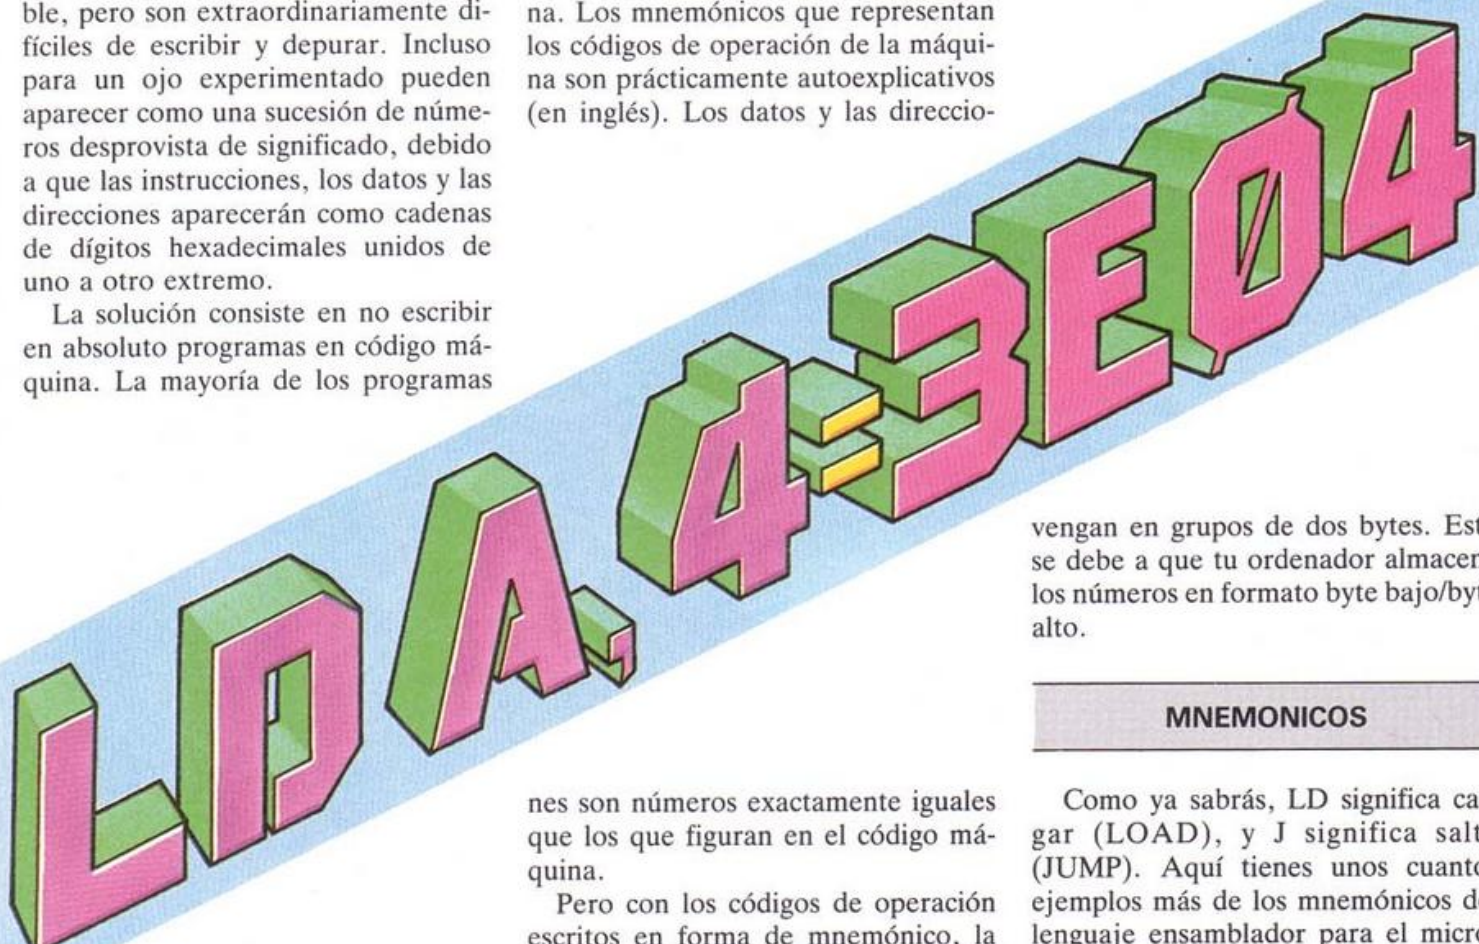 ble, pero son extraordinariamente di-
fíciles de escribir y depurar. Incluso
para un ojo experimentado pueden
aparecer como una sucesión de núme-
ros desprovista de significado, debido
a que las instrucciones, los datos y las
direcciones aparecerán como cadenas
de dígitos hexadecimales unidos de
uno a otro extremo.
La solución consiste en no escribir
en absoluto programas en código má-
quina. La mayoría de los programas
na. Los mnemónicos que representan
los códigos de operación de la máqui-
na son prácticamente autoexplicativos
(en inglés). Los datos y las direccio-
LD A, 4=3E04
nes son números exactamente iguales
que los que figuran en el código má-
quina.
Pero con los códigos de operación
escritos en forma de mnemónico, la
vengan en grupos de dos bytes. Est
se debe a que tu ordenador almacen
los números en formato byte bajo/byt
alto.
MNEMONICOS
Como ya sabrás, LD significa ca
gar (LOAD), y J significa salt
(JUMP). Aquí tienes unos cuanto
ejemplos más de los mnemónicos d
lenguaje ensamblador para el micr